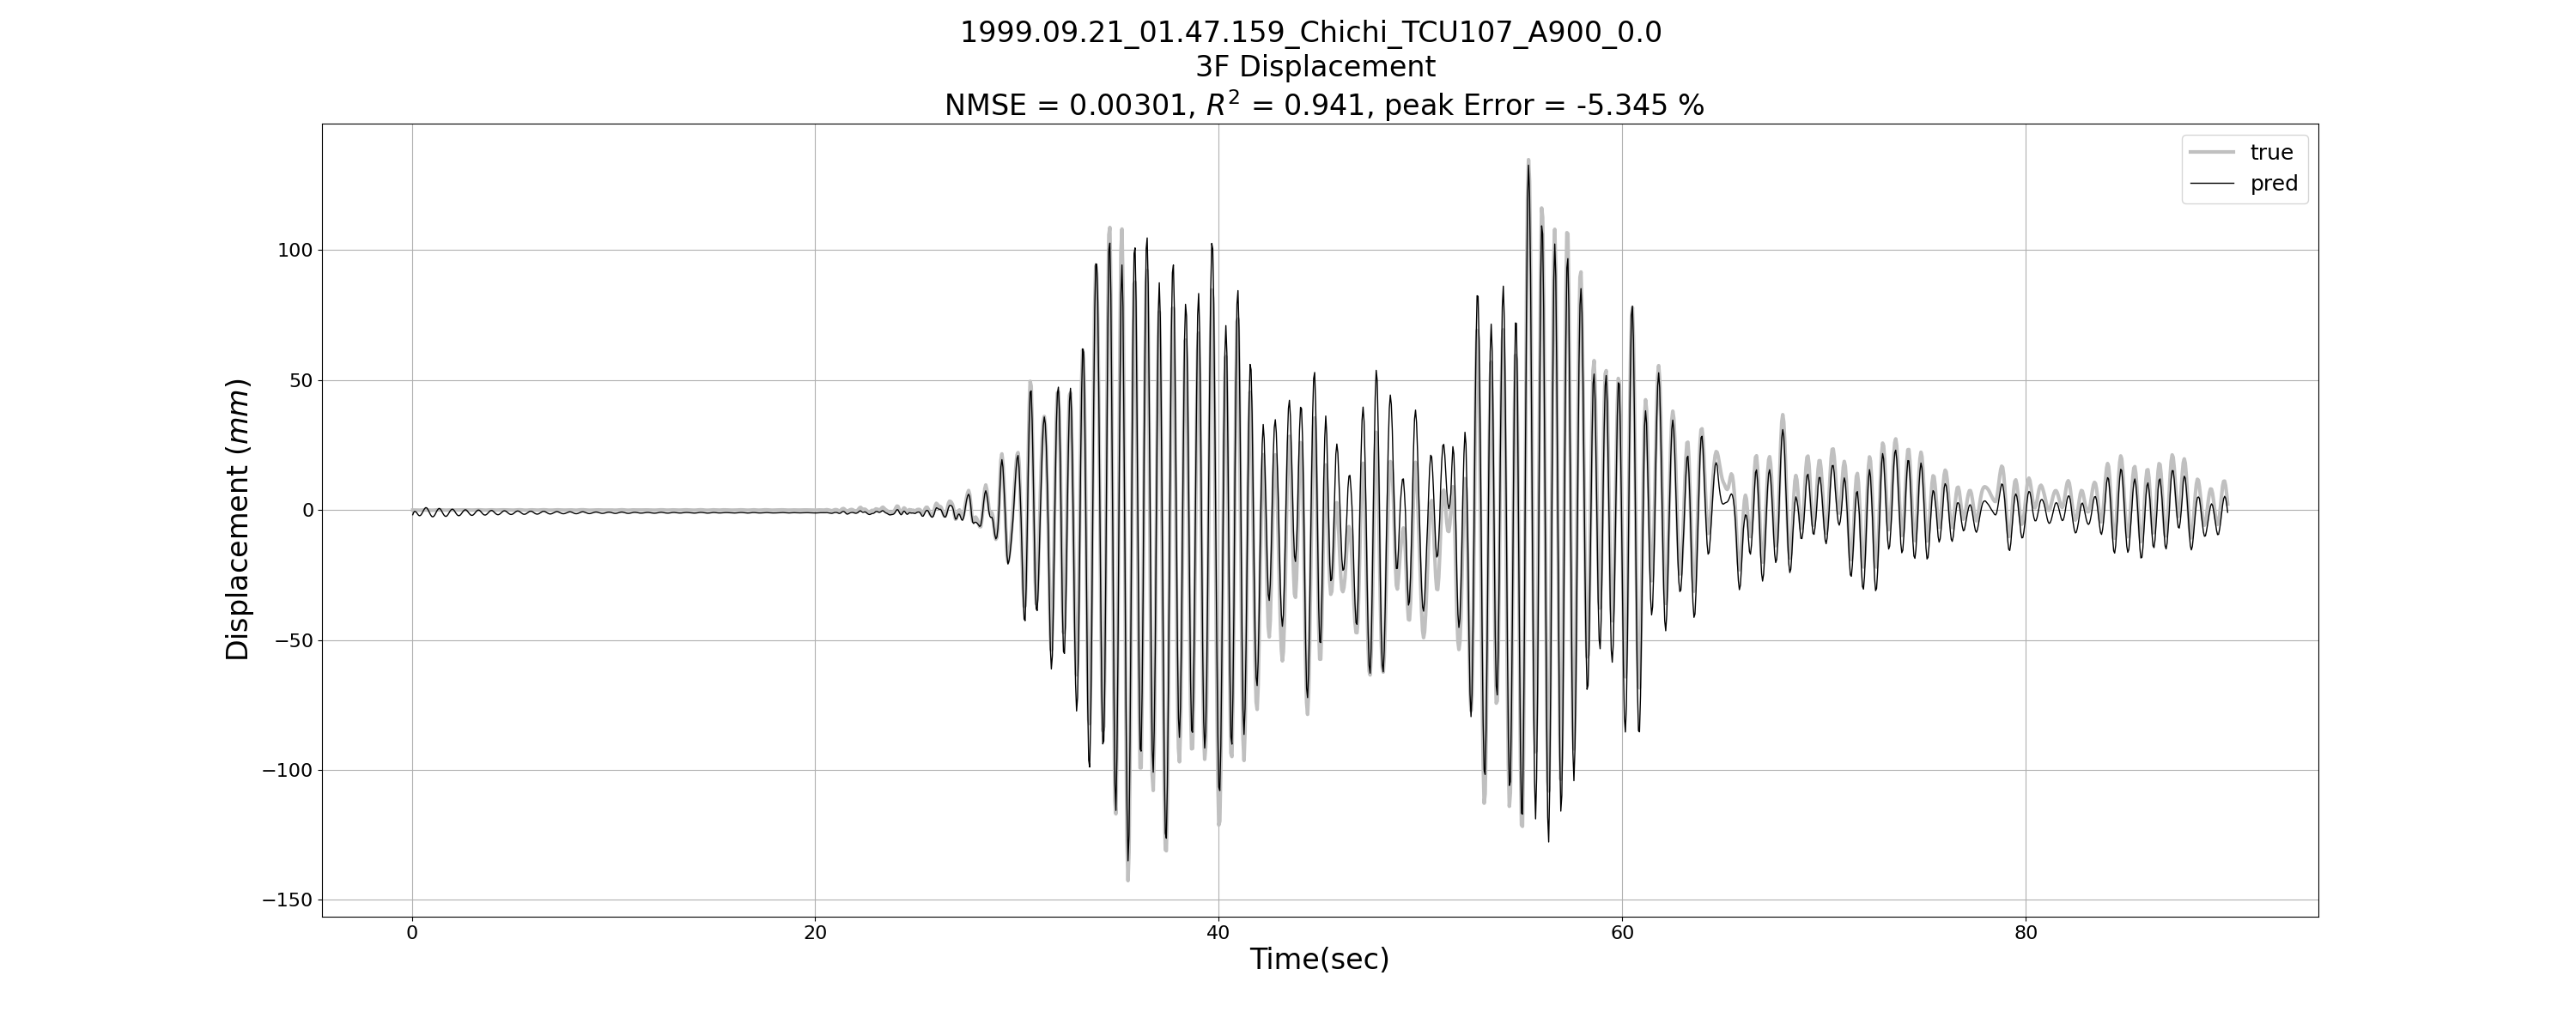 1999.09.21_01.47.159_Chichi_TCU107_A900_0.0
3F Displacement
NMSE = 0.00301, R² = 0.941, peak Error = -5.345 %
true
pred
100
50
0
−50
−100
−150
Displacement (mm)
0 20 40 60 80
Time(sec)